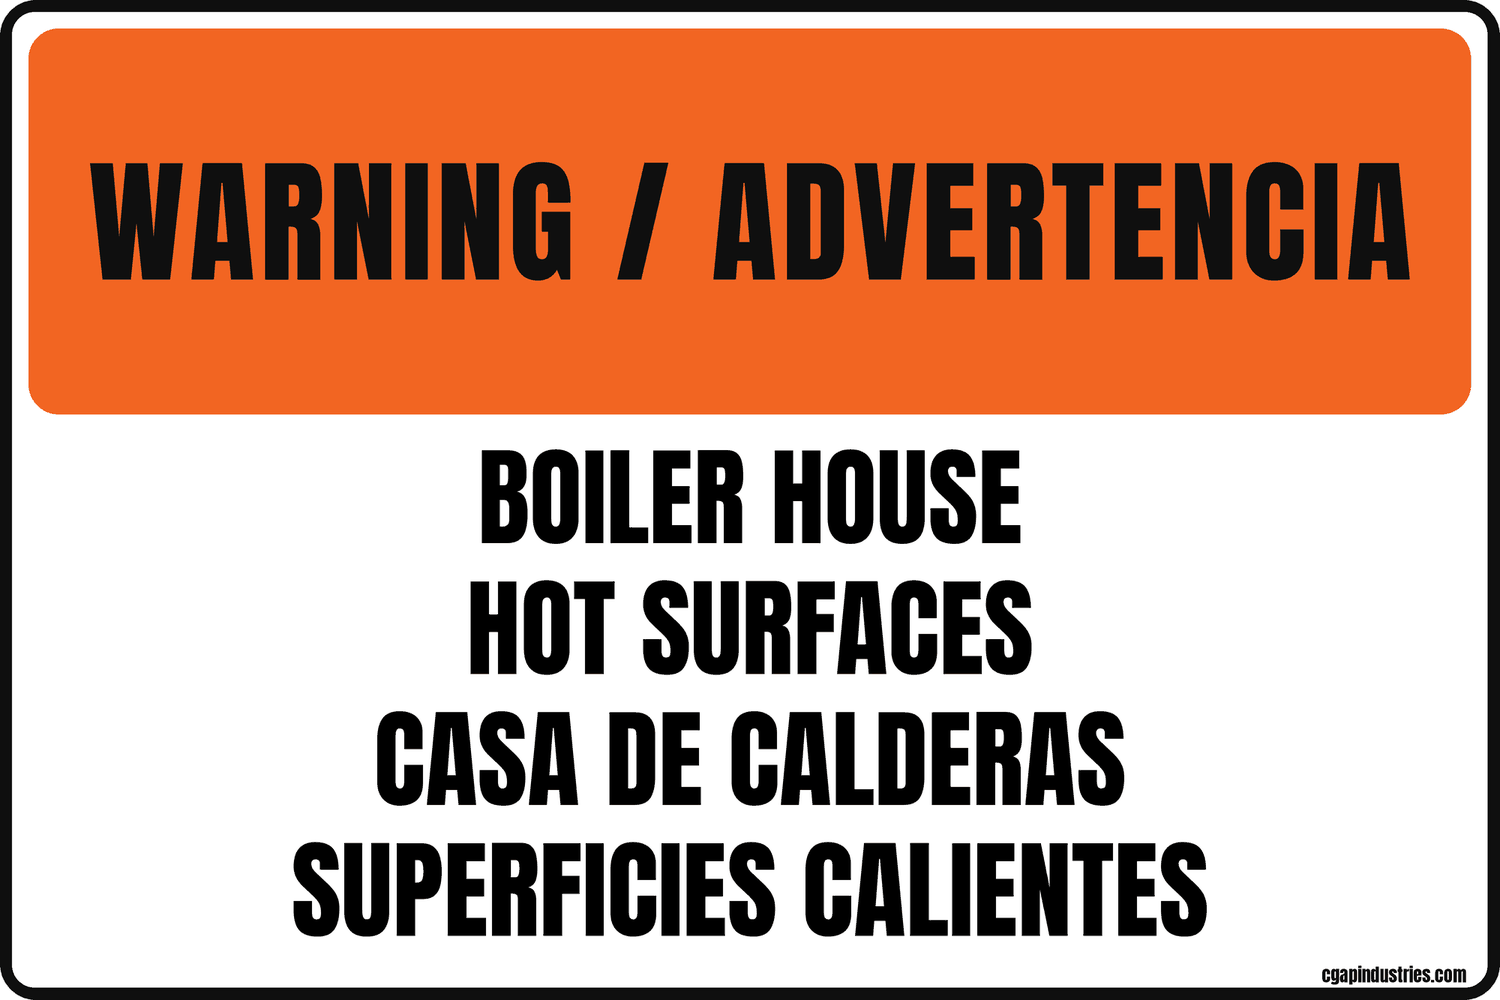 WARNING / ADVERTENCIA
BOILER HOUSE
HOT SURFACES
CASA DE CALDERAS
SUPERFICIES CALIENTES
cgapindustries.com